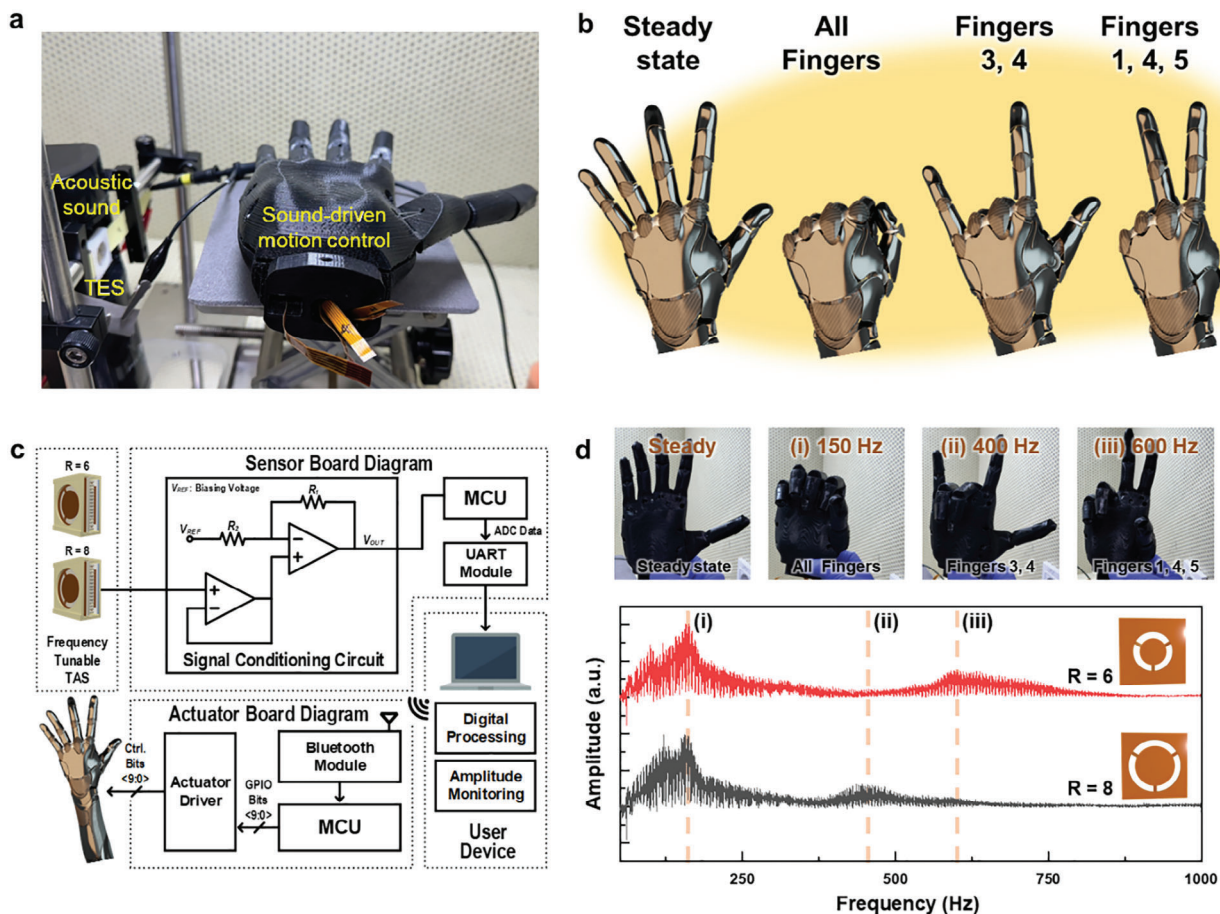 a
Acoustic
sound
TES
Sound-driven
motion control
b
Steady
state
All
Fingers
Fingers
3, 4
Fingers
1, 4, 5
c
R = 6
R = 8
Frequency
Tunable
TAS
Sensor Board Diagram
VREF: Biasing Voltage
R1
VREF
R2
VOUT
Signal Conditioning Circuit
MCU
ADC Data
UART
Module
Digital
Processing
Amplitude
Monitoring
User
Device
Actuator Board Diagram
Bluetooth
Module
MCU
GPIO
Bits
<9:0>
Actuator
Driver
Ctrl.
Bits
<9:0>
d
Steady
Steady state
(i) 150 Hz
All Fingers
(ii) 400 Hz
Fingers 3, 4
(iii) 600 Hz
Fingers 1, 4, 5
(i)
(ii)
(iii)
R = 6
R = 8
Amplitude (a.u.)
250
500
750
1000
Frequency (Hz)